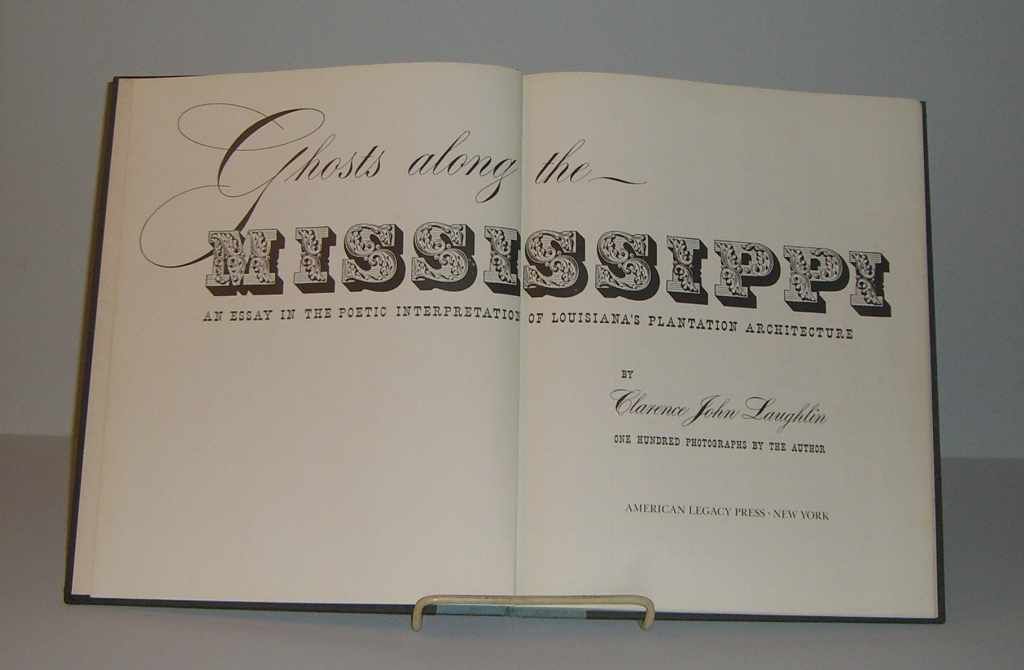 Ghosts along the
MISSISSIPPI
AN ESSAY IN THE POETIC INTERPRETATION OF LOUISIANA'S PLANTATION ARCHITECTURE
BY
Clarence John Laughlin
ONE HUNDRED PHOTOGRAPHS BY THE AUTHOR
AMERICAN LEGACY PRESS · NEW YORK